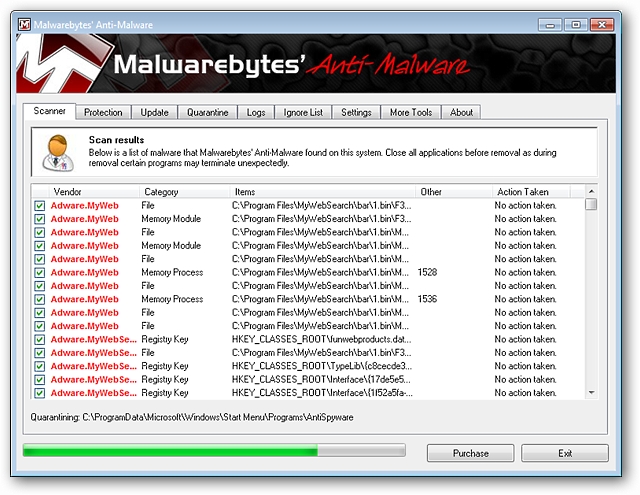 Malwarebytes' Anti-Malware
Malwarebytes' Anti-Malware
Scanner Protection Update Quarantine Logs Ignore List Settings More Tools About
Scan results
Below is a list of malware that Malwarebytes' Anti-Malware found on this system. Close all applications before removal as during
removal certain programs may terminate unexpectedly.
Vendor Category Items Other Action Taken
Adware.MyWeb File C:\Program Files\MyWebSearch\bar\1.bin\F3... No action taken.
Adware.MyWeb Memory Module C:\Program Files\MyWebSearch\bar\1.bin\F3... No action taken.
Adware.MyWeb File C:\Program Files\MyWebSearch\bar\1.bin\M... No action taken.
Adware.MyWeb Memory Module C:\Program Files\MyWebSearch\bar\1.bin\M... No action taken.
Adware.MyWeb File C:\Program Files\MyWebSearch\bar\1.bin\M... No action taken.
Adware.MyWeb Memory Process C:\Program Files\MyWebSearch\bar\1.bin\M... 1528 No action taken.
Adware.MyWeb File C:\Program Files\MyWebSearch\bar\1.bin\M... No action taken.
Adware.MyWeb Memory Process C:\Program Files\MyWebSearch\bar\1.bin\M... 1536 No action taken.
Adware.MyWeb File C:\Program Files\MyWebSearch\bar\1.bin\M... No action taken.
Adware.MyWeb File C:\Program Files\MyWebSearch\bar\1.bin\M... No action taken.
Adware.MyWebSe... Registry Key HKEY_CLASSES_ROOT\funwebproducts.dat... No action taken.
Adware.MyWebSe... File C:\Program Files\MyWebSearch\bar\1.bin\F3... No action taken.
Adware.MyWebSe... Registry Key HKEY_CLASSES_ROOT\TypeLib\{c8cecde3... No action taken.
Adware.MyWebSe... Registry Key HKEY_CLASSES_ROOT\Interface\{17de5e5... No action taken.
Adware.MyWebSe... Registry Key HKEY_CLASSES_ROOT\Interface\{1f52a5fa-... No action taken.
Quarantining: C:\ProgramData\Microsoft\Windows\Start Menu\Programs\AntiSpyware
Purchase Exit